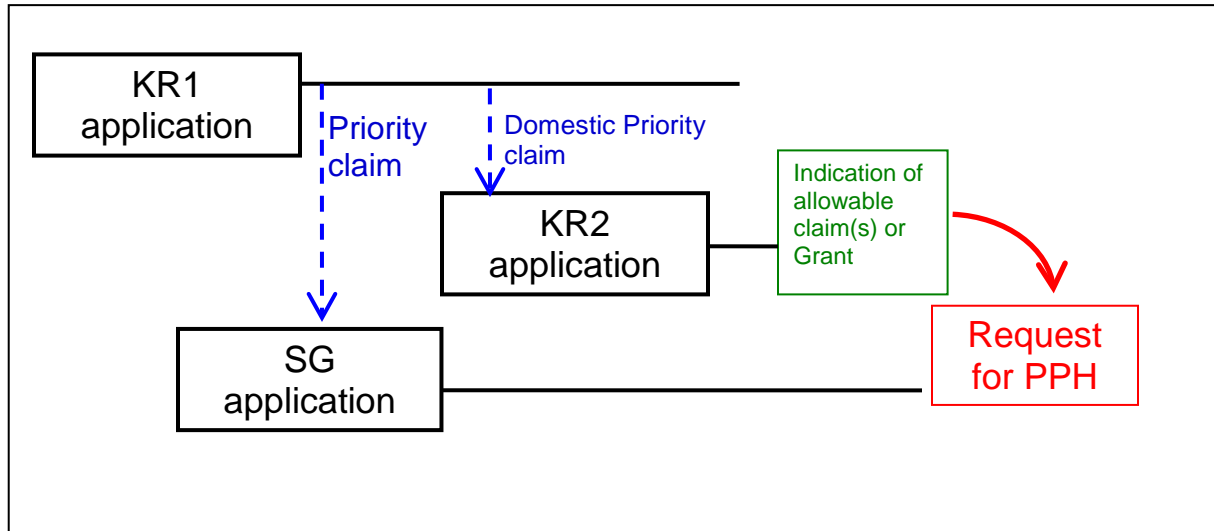 KR1
application
Priority
claim
Domestic Priority
claim
Indication of
allowable
claim(s) or
Grant
KR2
application
Request
for PPH
SG
application